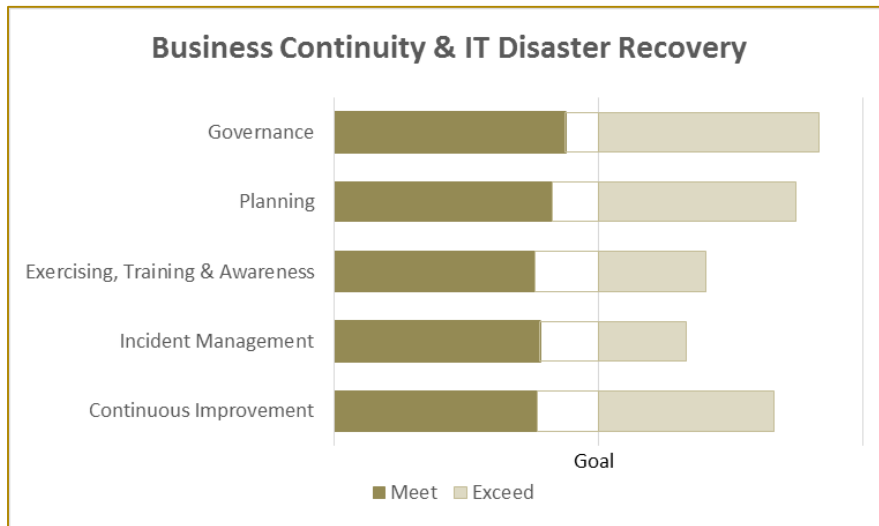 Business Continuity & IT Disaster Recovery
Governance
Planning
Exercising, Training & Awareness
Incident Management
Continuous Improvement
Goal
Meet Exceed